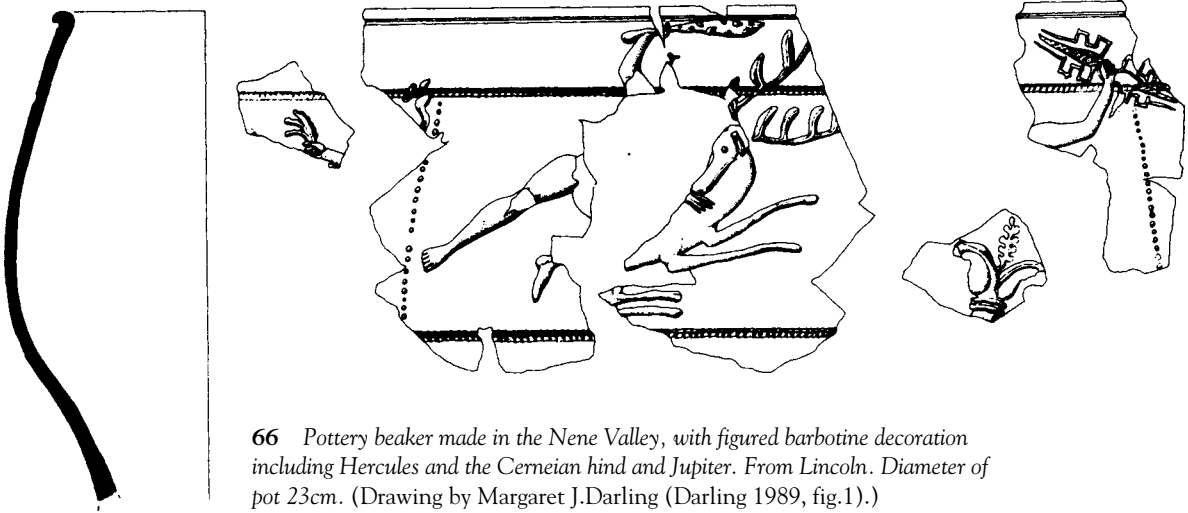 66 Pottery beaker made in the Nene Valley, with figured barbotine decoration
including Hercules and the Cerneian hind and Jupiter. From Lincoln. Diameter of
pot 23cm. (Drawing by Margaret J.Darling (Darling 1989, fig.1).)